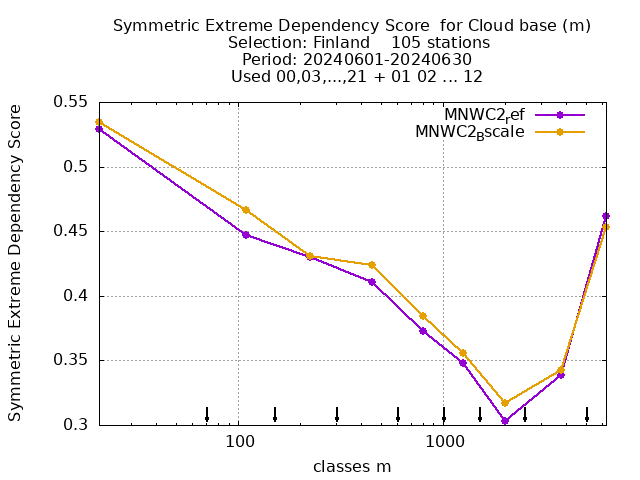 Symmetric Extreme Dependency Score for Cloud base (m)
Selection: Finland 105 stations
Period: 20240601-20240630
Used 00,03,...,21 + 01 02 ... 12
Symmetric Extreme Dependency Score
0.55
0.5
0.45
0.4
0.35
0.3
MNWC2ref
MNWC2Bscale
100
1000
classes m